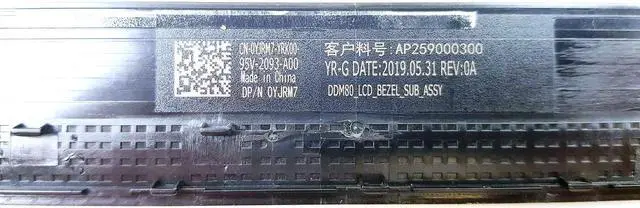 CN-0YJRM7-YRK00-
95V-2093-A00
Made in China
DP/N 0YJRM7
客户料号: AP259000300
YR-G DATE:2019.05.31 REV:0A
DDM80_LCD_BEZEL_SUB_ASSY